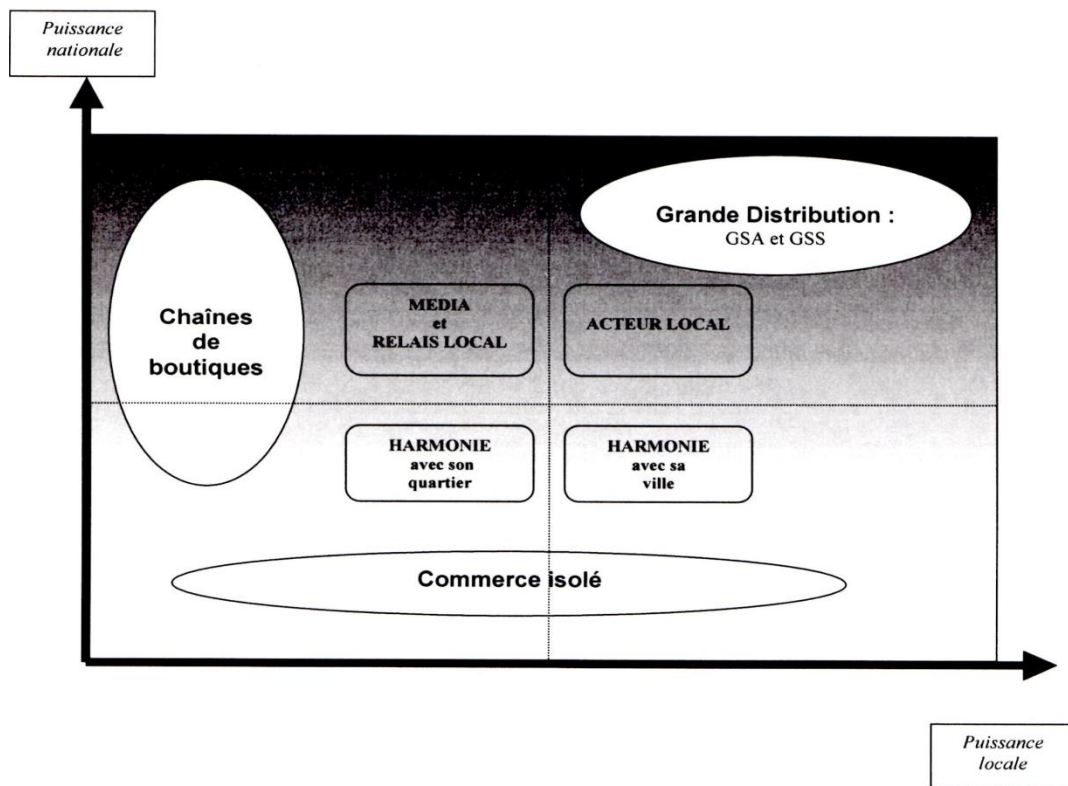 Puissance
nationale
Grande Distribution :
GSA et GSS
Chaînes
de
boutiques
MEDIA
et
RELAIS LOCAL
ACTEUR LOCAL
HARMONIE
avec son
quartier
HARMONIE
avec sa
ville
Commerce isolé
Puissance
locale